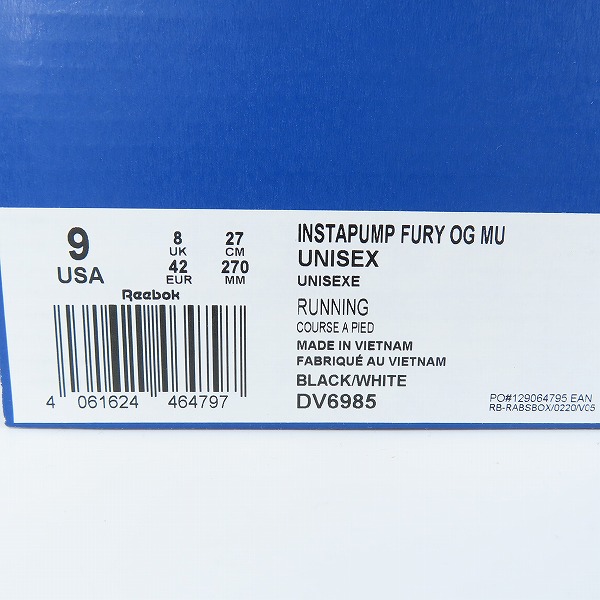 9
USA
8
UK
42
EUR
27
CM
270
MM
Reebok
4 061624 464797
INSTAPUMP FURY OG MU
UNISEX
UNISEXE
RUNNING
COURSE A PIED
MADE IN VIETNAM
FABRIQUÉ AU VIETNAM
BLACK/WHITE
DV6985
PO#129064795 EAN
RB-RABSBOX/0220/V05